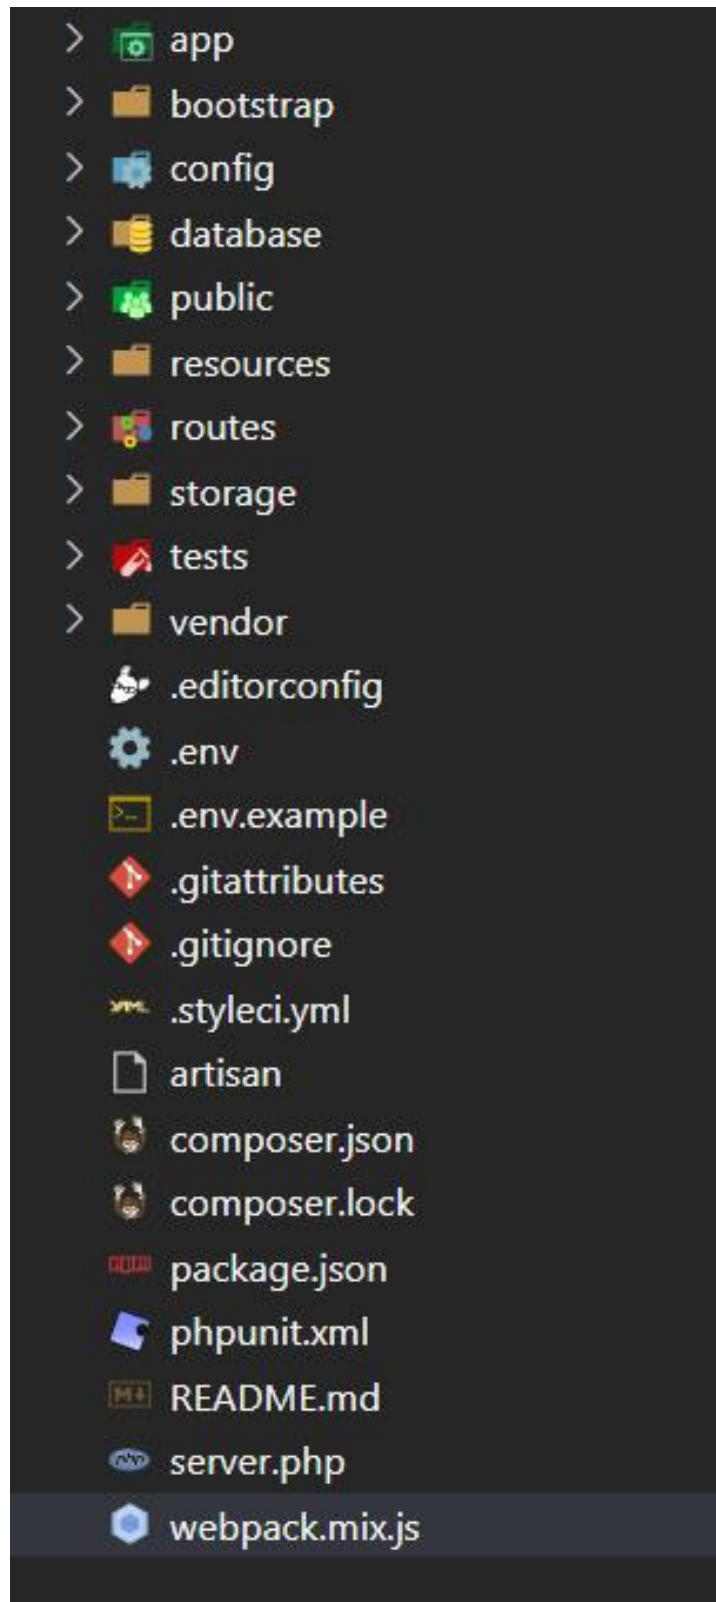 app
bootstrap
config
database
public
resources
routes
storage
tests
vendor
.editorconfig
.env
.env.example
.gitattributes
.gitignore
.styleci.yml
artisan
composer.json
composer.lock
package.json
phpunit.xml
README.md
server.php
webpack.mix.js